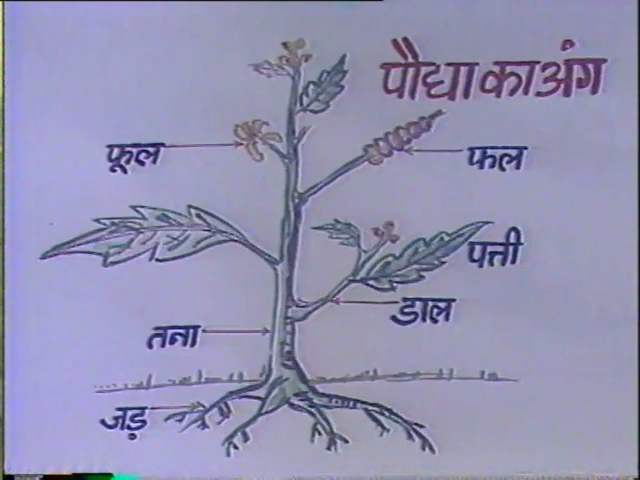 पौधा का अंग
फूल
फल
पत्ती
डाल
तना
जड़